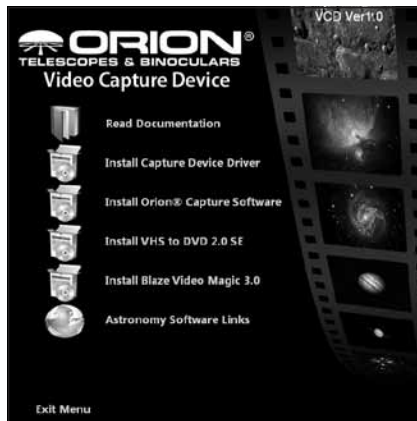 VCD Ver1.0
ORION®
TELESCOPES & BINOCULARS
Video Capture Device
Read Documentation
Install Capture Device Driver
Install Orion® Capture Software
Install VHS to DVD 2.0 SE
Install Blaze Video Magic 3.0
Astronomy Software Links
Exit Menu